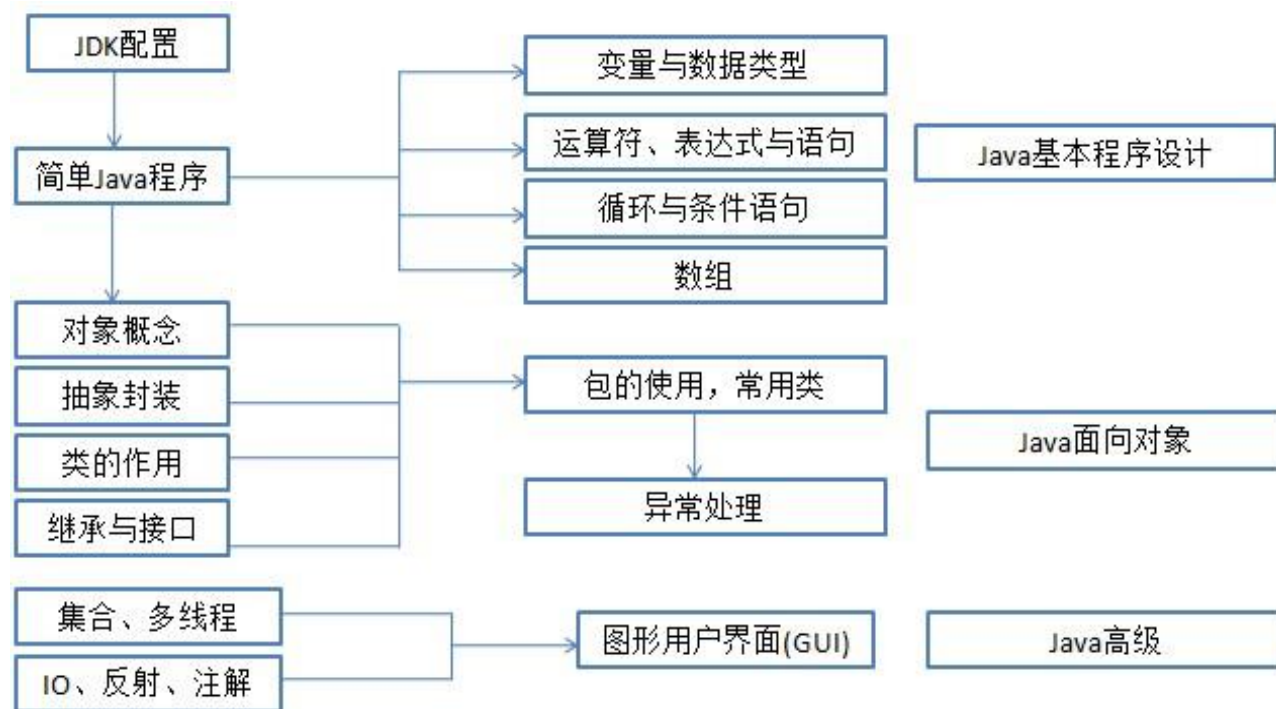 JDK配置
简单Java程序
变量与数据类型
运算符、表达式与语句
循环与条件语句
数组
Java基本程序设计
对象概念
抽象封装
类的作用
继承与接口
包的使用，常用类
异常处理
Java面向对象
集合、多线程
IO、反射、注解
图形用户界面(GUI)
Java高级